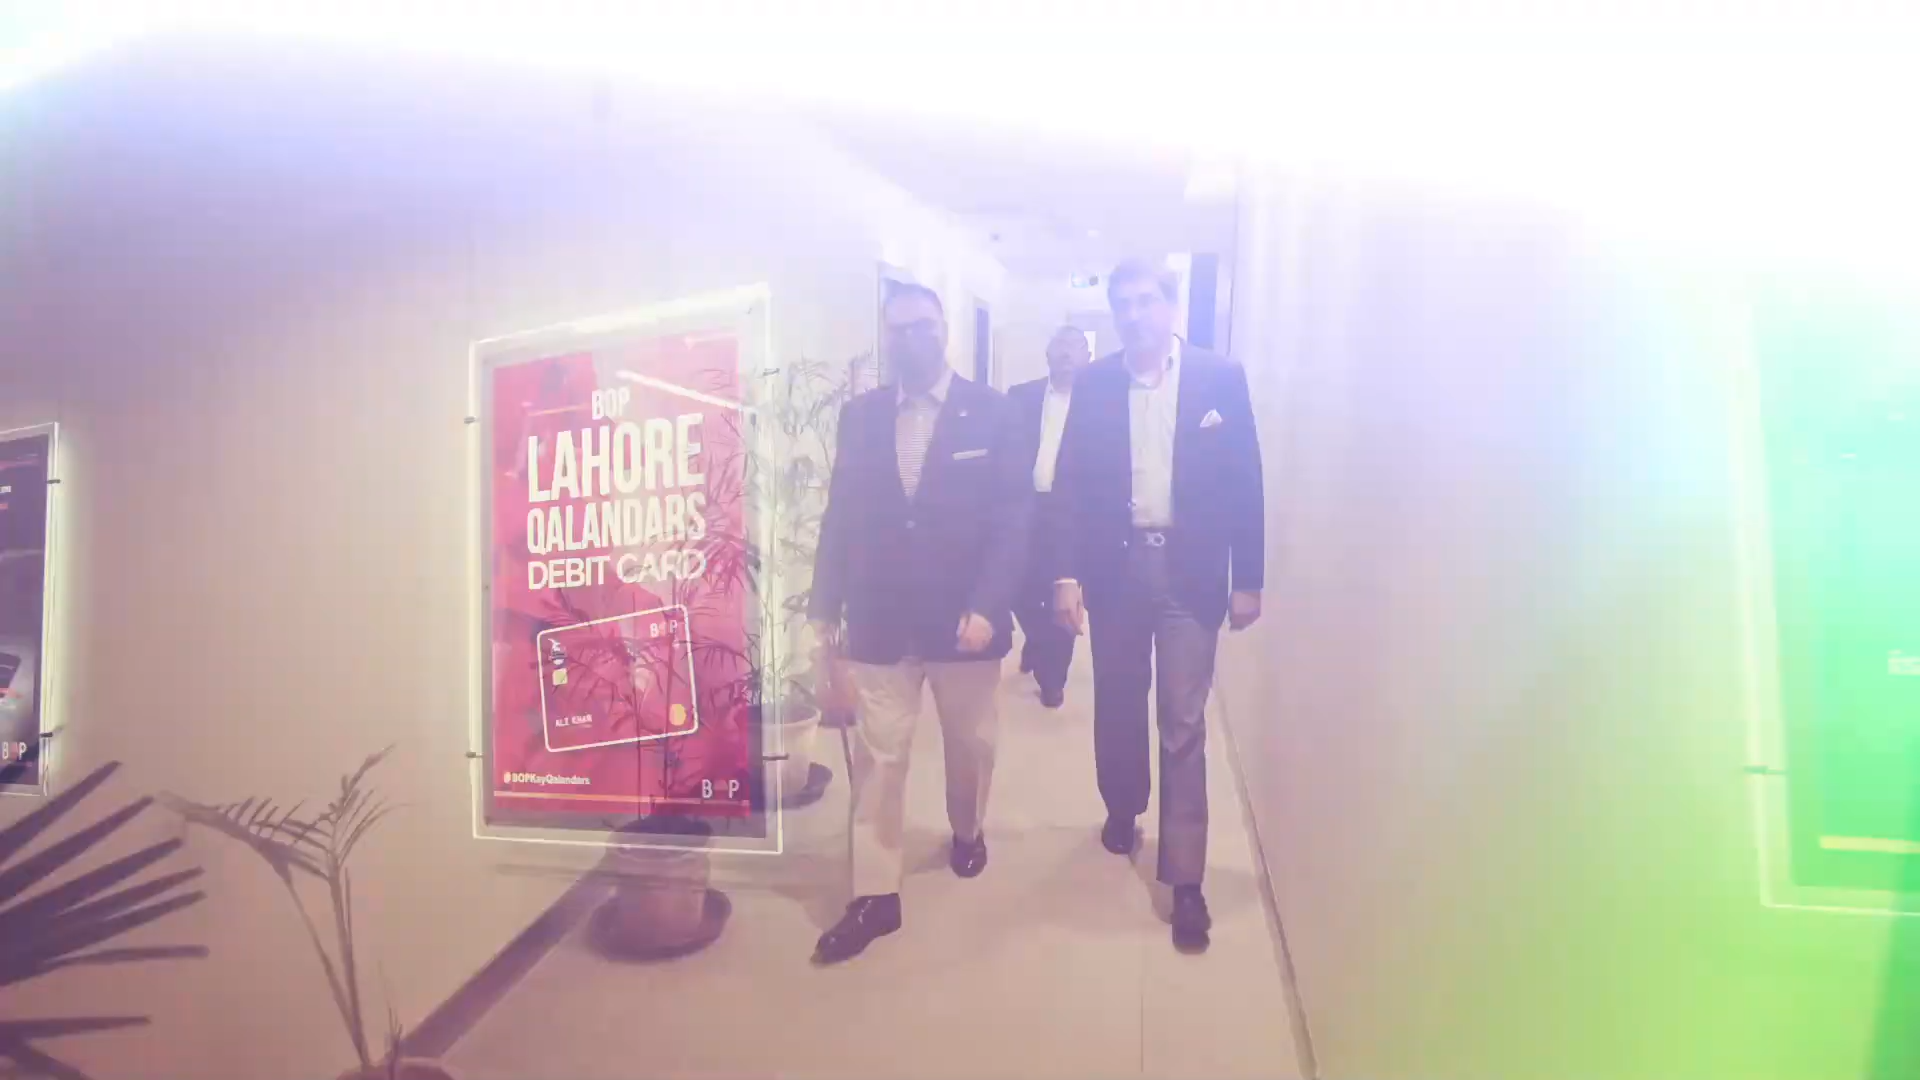 BOP
LAHORE
QALANDARS
DEBIT CARD
BOP
ALI KHAN
@BOPKayQalandars
BOP
BOP